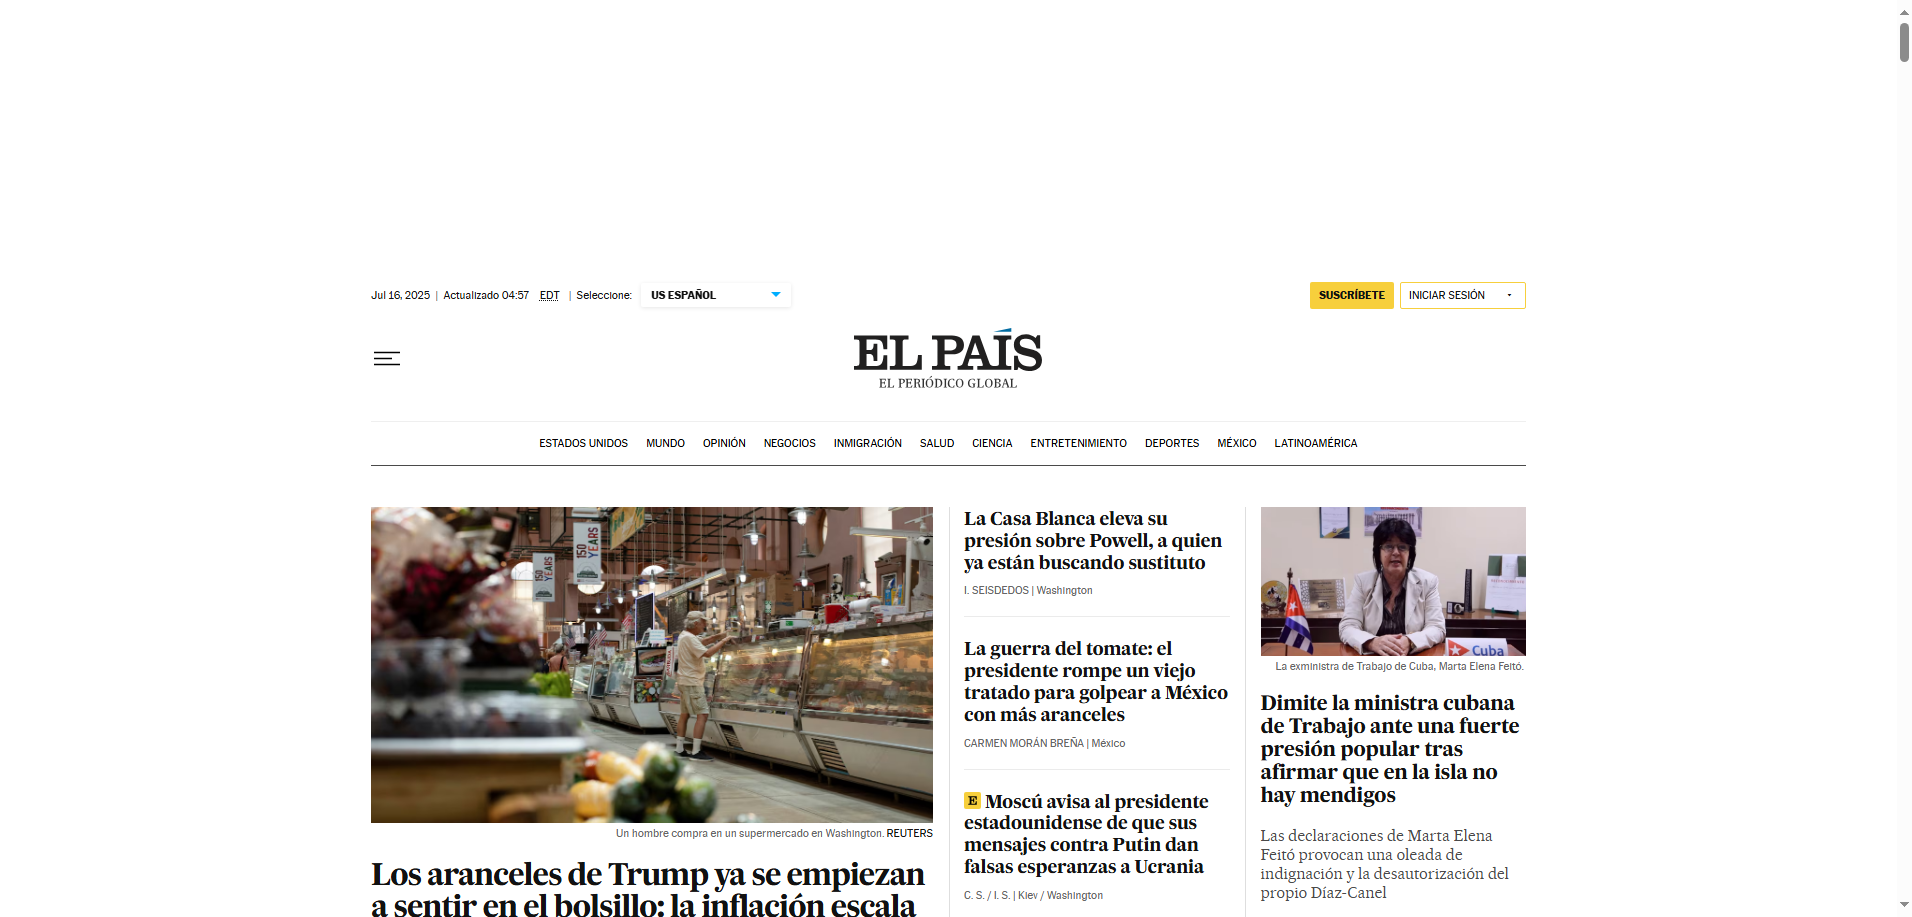 Jul 16, 2025 | Actualizado 04:57 EDT | Seleccione: US ESPAÑOL
SUSCRÍBETE
INICIAR SESIÓN
EL PAÍS
EL PERIÓDICO GLOBAL
ESTADOS UNIDOS MUNDO OPINIÓN NEGOCIOS INMIGRACIÓN SALUD CIENCIA ENTRETENIMIENTO DEPORTES MÉXICO LATINOAMÉRICA
150 YEARS
150 YEARS
Un hombre compra en un supermercado en Washington. REUTERS
Los aranceles de Trump ya se empiezan
a sentir en el bolsillo: la inflación escala
La Casa Blanca eleva su
presión sobre Powell, a quien
ya están buscando sustituto
I. SEISDEDOS | Washington
La guerra del tomate: el
presidente rompe un viejo
tratado para golpear a México
con más aranceles
CARMEN MORÁN BREÑA | México
E Moscú avisa al presidente
estadounidense de que sus
mensajes contra Putin dan
falsas esperanzas a Ucrania
C. S. / I. S. | Kiev / Washington
Cuba
La exministra de Trabajo de Cuba, Marta Elena Feitó.
Dimite la ministra cubana
de Trabajo ante una fuerte
presión popular tras
afirmar que en la isla no
hay mendigos
Las declaraciones de Marta Elena
Feitó provocan una oleada de
indignación y la desautorización del
propio Díaz-Canel